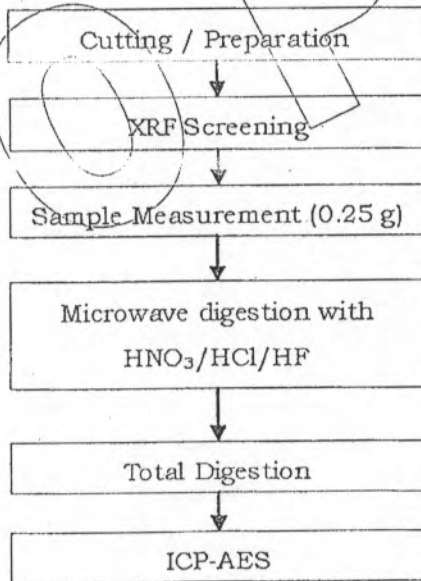 Cutting / Preparation
XRF Screening
Sample Measurement (0.25 g)
Microwave digestion with
HNO₃/HCl/HF
Total Digestion
ICP-AES